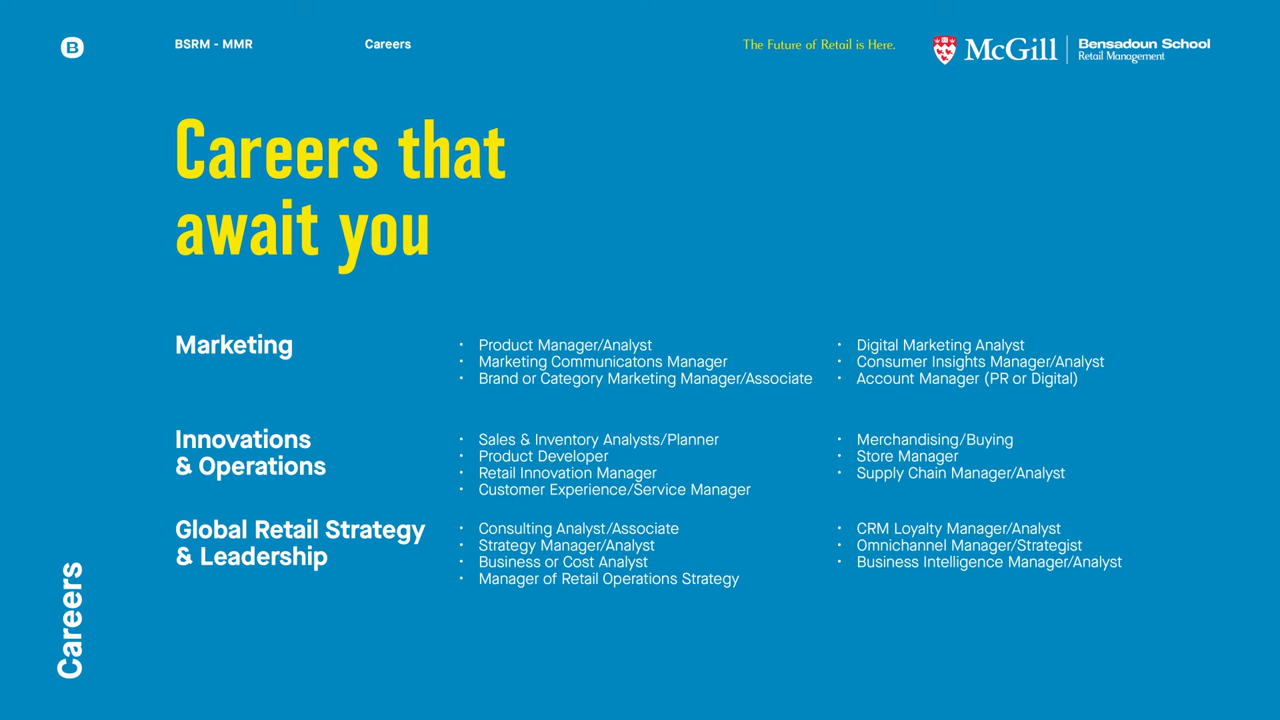 B
BSRM - MMR
Careers
The Future of Retail is Here.
McGill
Bensadoun School
Retail Management
Careers that
await you
Marketing
• Product Manager/Analyst
• Marketing Communicatons Manager
• Brand or Category Marketing Manager/Associate
• Digital Marketing Analyst
• Consumer Insights Manager/Analyst
• Account Manager (PR or Digital)
Innovations
& Operations
• Sales & Inventory Analysts/Planner
• Product Developer
• Retail Innovation Manager
• Customer Experience/Service Manager
• Merchandising/Buying
• Store Manager
• Supply Chain Manager/Analyst
Global Retail Strategy
& Leadership
• Consulting Analyst/Associate
• Strategy Manager/Analyst
• Business or Cost Analyst
• Manager of Retail Operations Strategy
• CRM Loyalty Manager/Analyst
• Omnichannel Manager/Strategist
• Business Intelligence Manager/Analyst
Careers